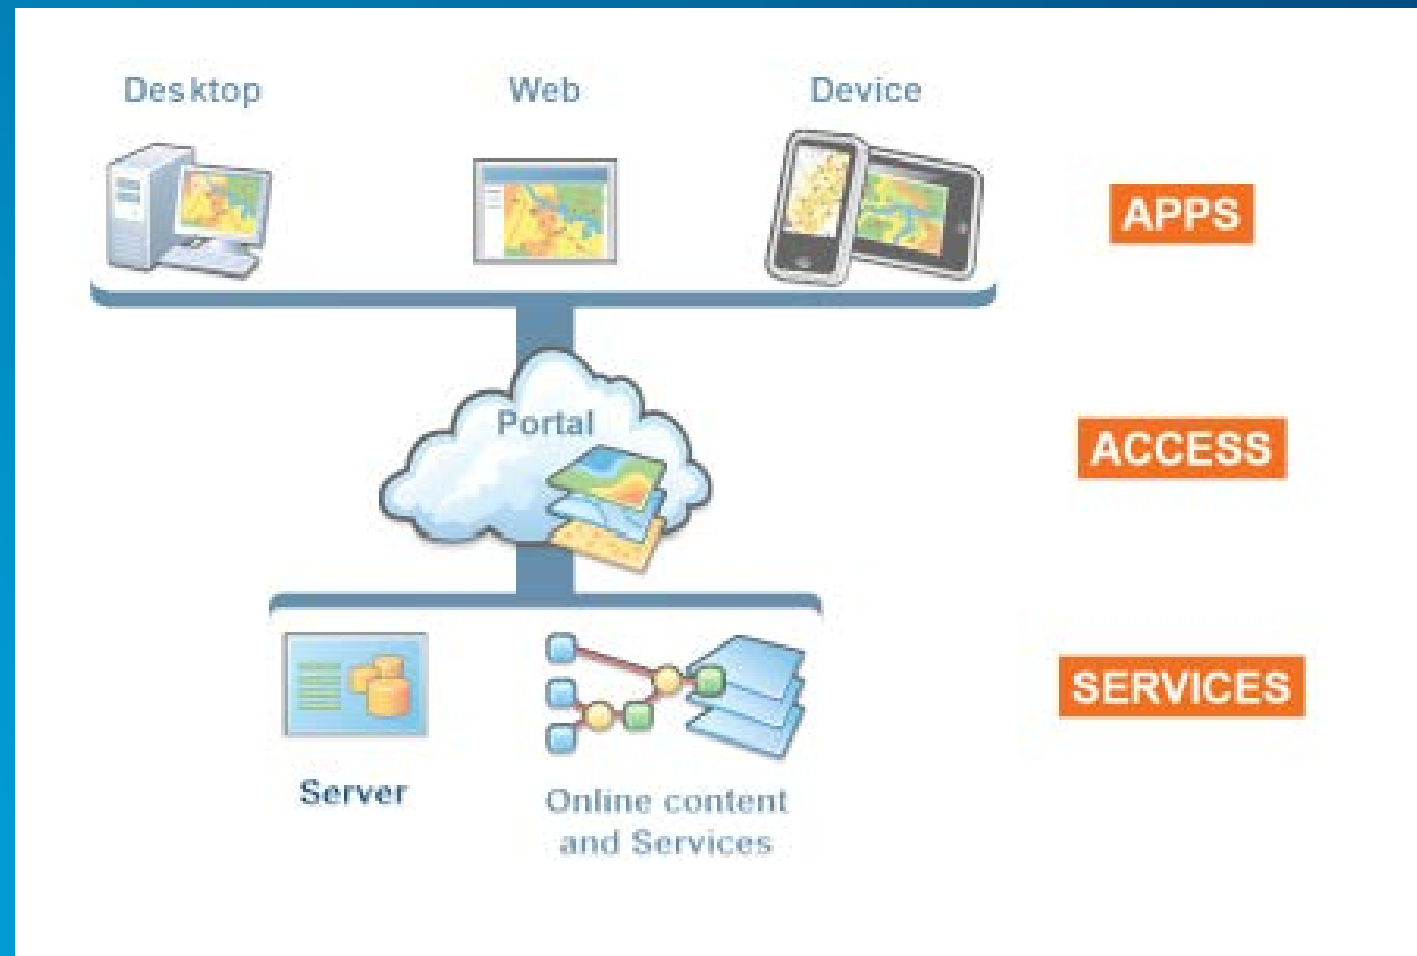 Desktop
Web
Device
APPS
Portal
ACCESS
SERVICES
Server
Online content
and Services